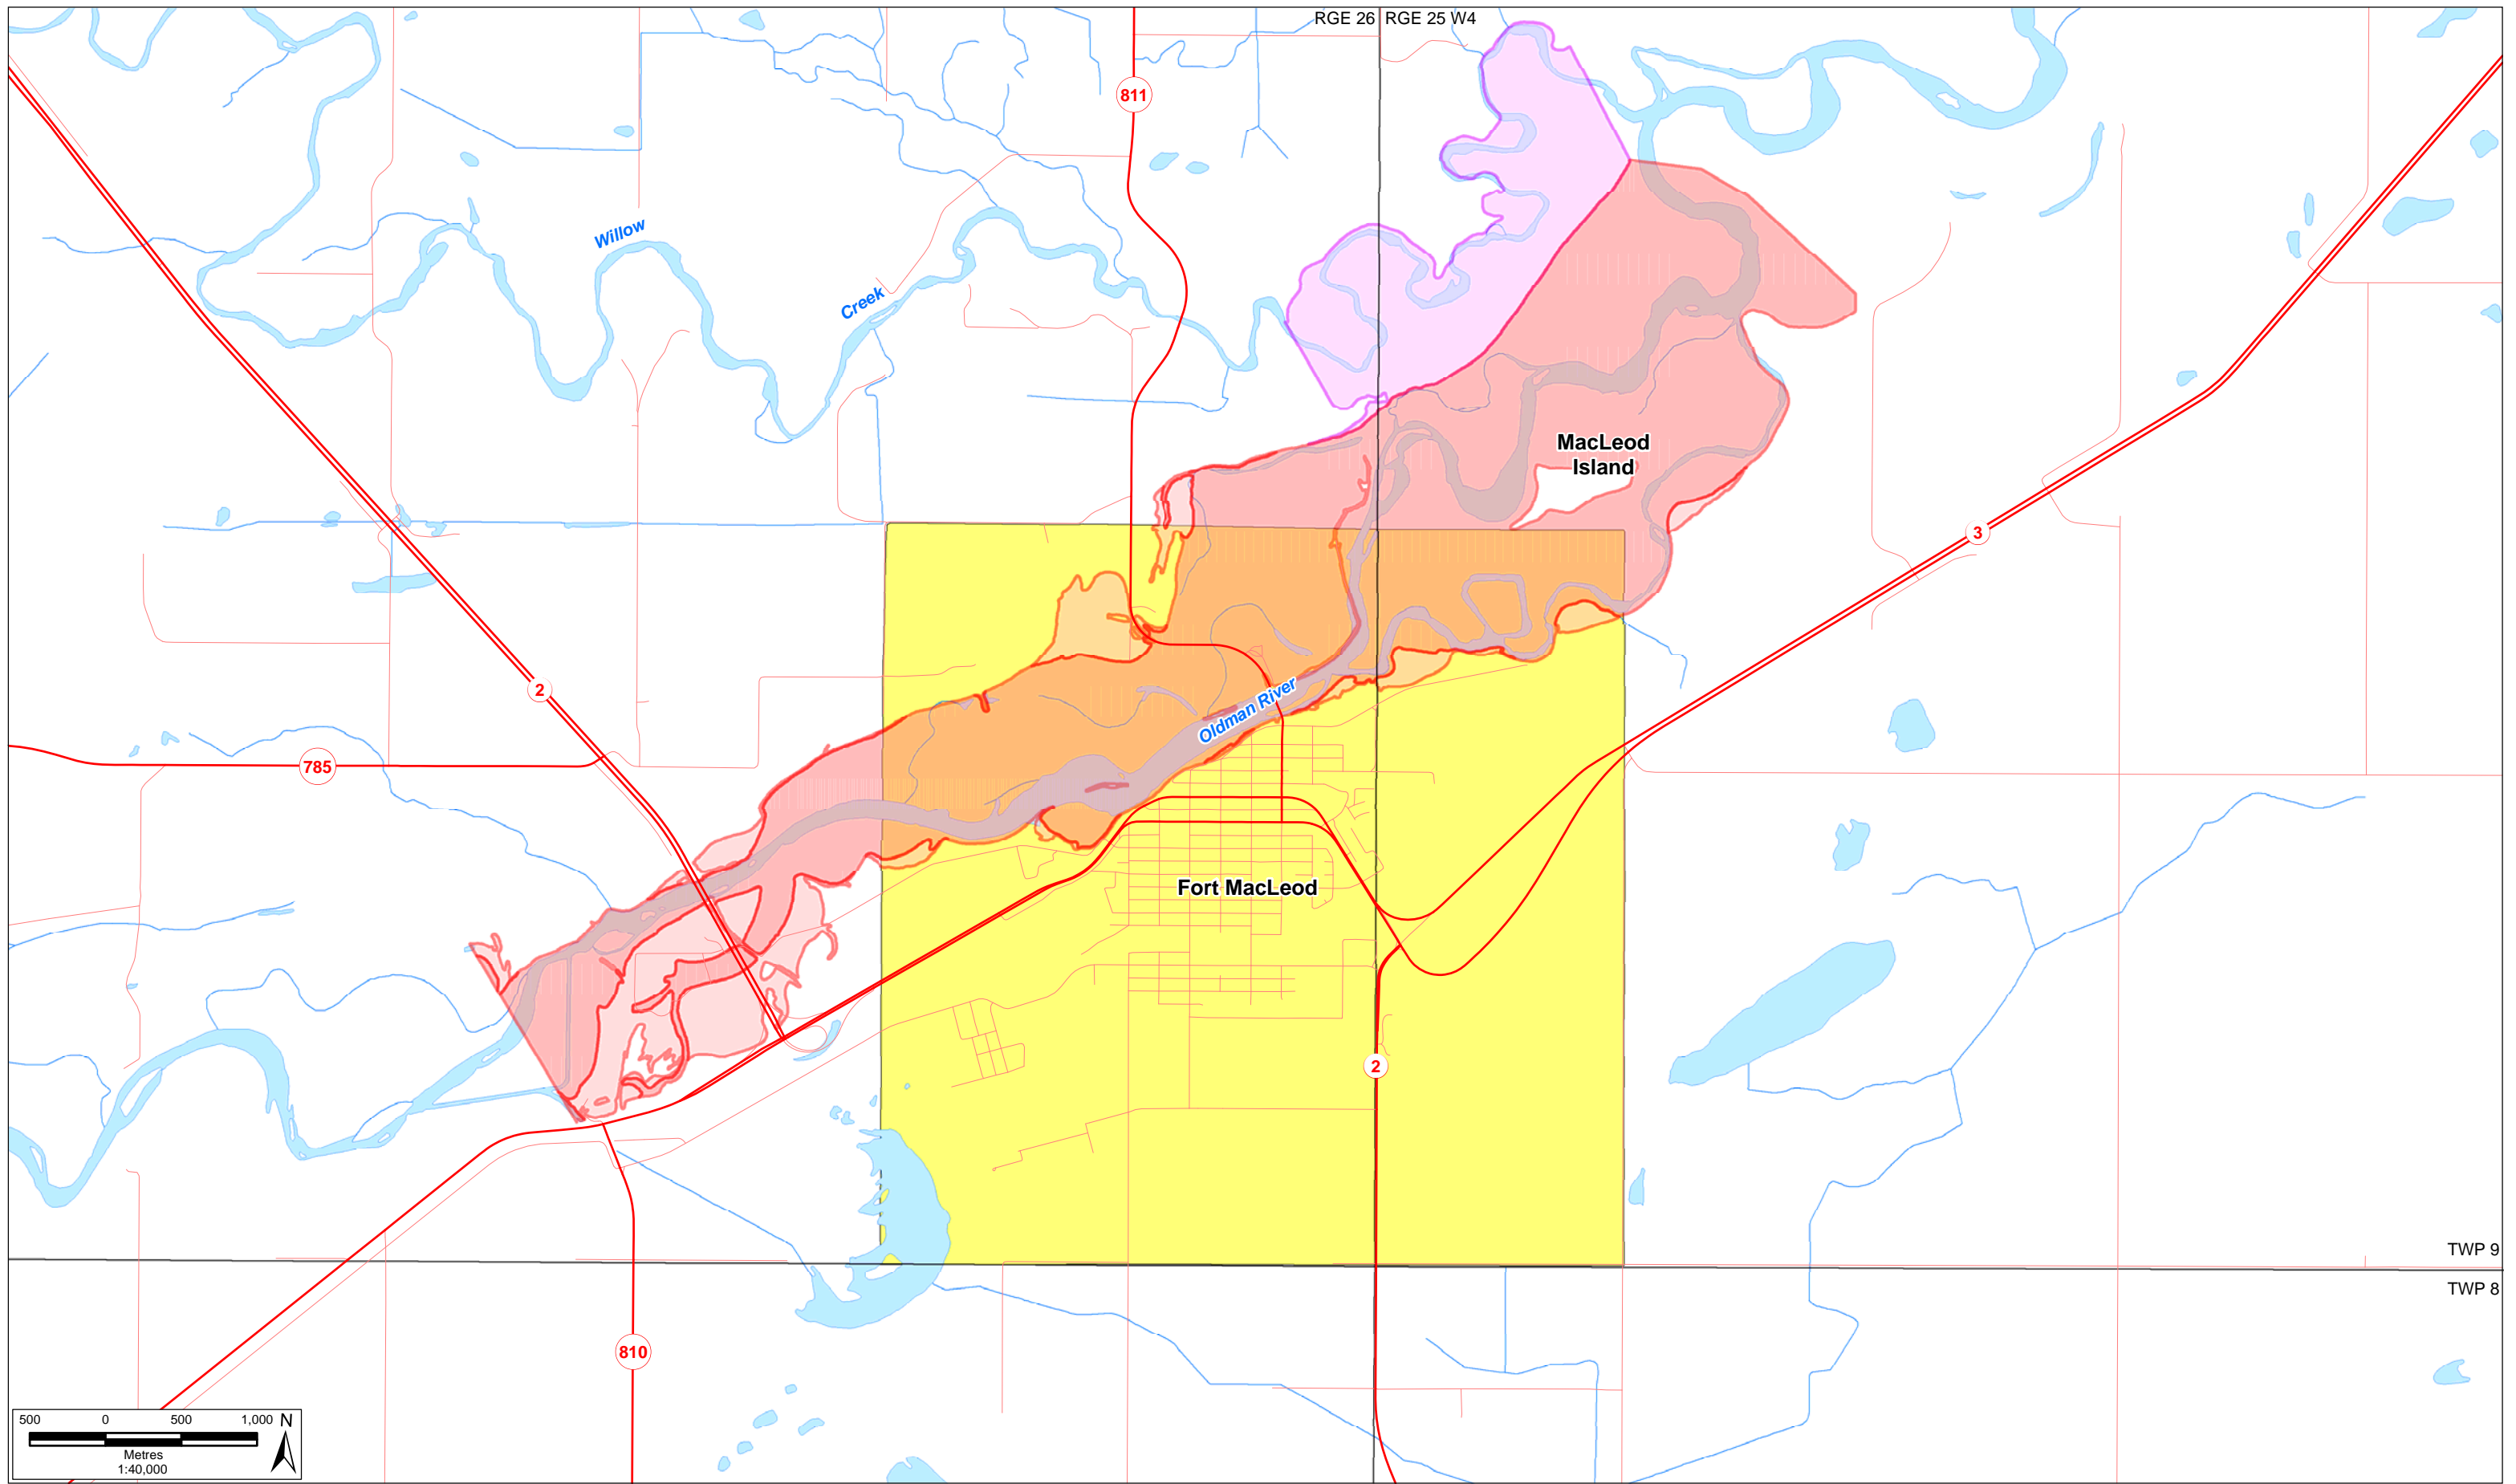 RGE 26 RGE 25 W4
811
Willow
Creek
MacLeod
Island
3
2
Oldman River
785
Fort MacLeod
2
TWP 9
TWP 8
810
500 0 500 1,000 N
Metres
1:40,000